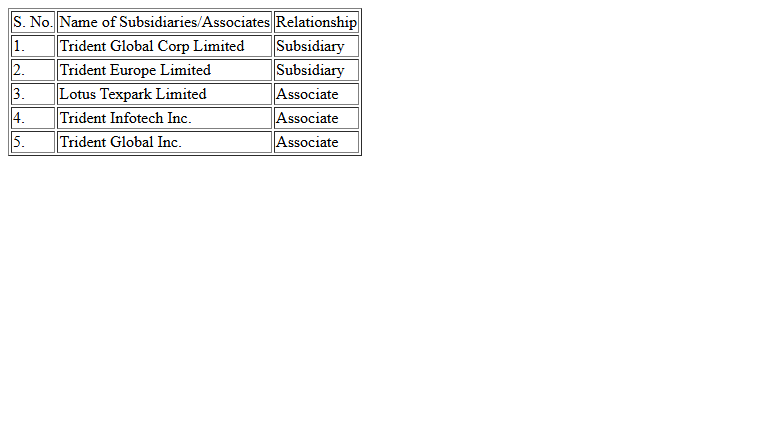 S. No. Name of Subsidiaries/Associates Relationship
1. Trident Global Corp Limited Subsidiary
2. Trident Europe Limited Subsidiary
3. Lotus Texpark Limited Associate
4. Trident Infotech Inc. Associate
5. Trident Global Inc. Associate